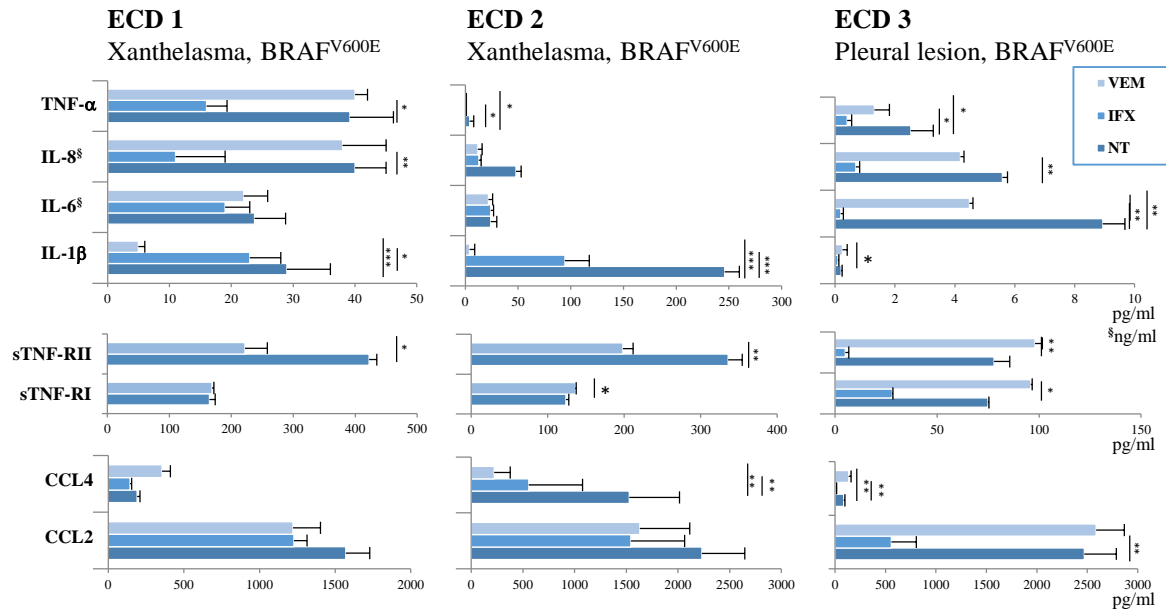 ECD 1 ECD 2 ECD 3
Xanthelasma, BRAFV600E Xanthelasma, BRAFV600E Pleural lesion, BRAFV600E
VEM
IFX
NT
TNF-α * * * * *
IL-8§ ** **
IL-6§ ** **
IL-1β *** * *** *** *
0 10 20 30 40 50 0 50 100 150 200 250 300 0 2 4 6 8 10
pg/ml
§ng/ml
sTNF-RII * ** **
sTNF-RI * *
0 100 200 300 400 500 0 100 200 300 400 0 50 100 150
pg/ml
CCL4 ** ** ** **
CCL2 **
0 500 1000 1500 2000 0 500 1000 1500 2000 2500 3000 0 500 1000 1500 2000 2500 3000
pg/ml